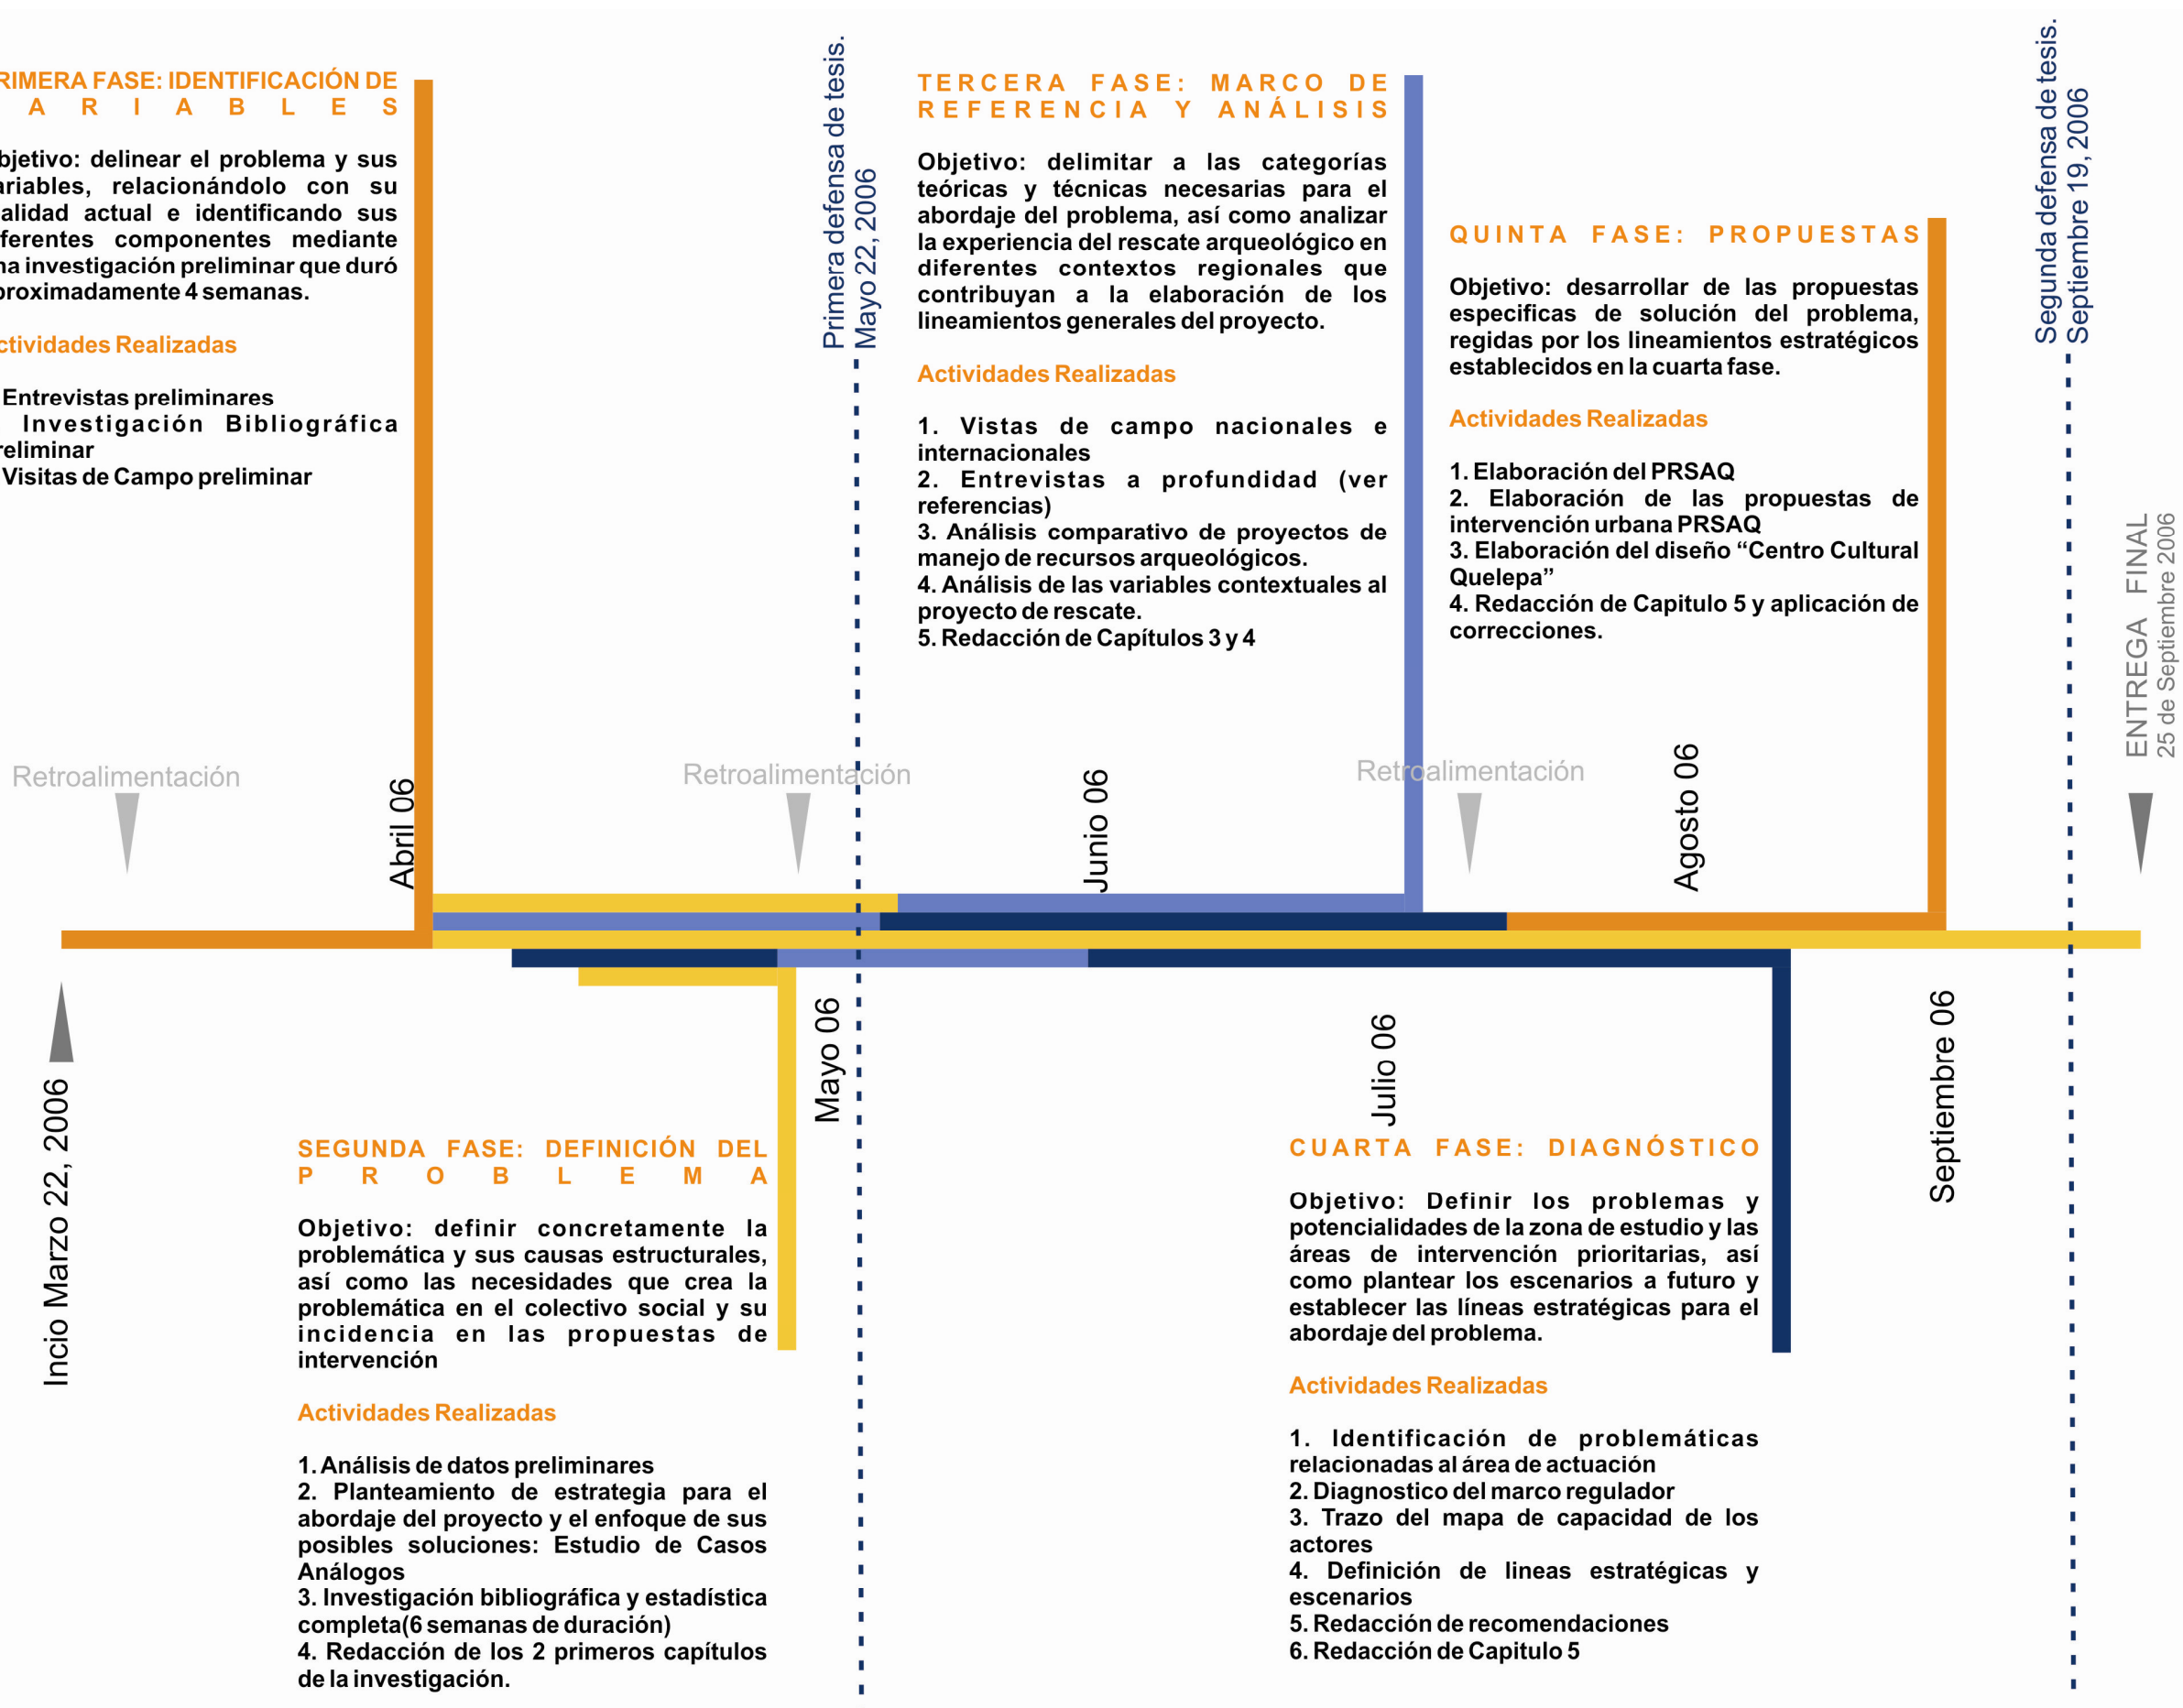 RIMERA FASE: IDENTIFICACIÓN DE
A R I A B L E S
bjetivo: delinear el problema y sus
ariables, relacionándolo con su
alidad actual e identificando sus
ferentes componentes mediante
na investigación preliminar que duró
proximadamente 4 semanas.
ctividades Realizadas
Entrevistas preliminares
Investigación Bibliográfica
reliminar
Visitas de Campo preliminar
Primera defensa de tesis.
Mayo 22, 2006
TERCERA FASE: MARCO DE
REFERENCIA Y ANÁLISIS
Objetivo: delimitar a las categorías
teóricas y técnicas necesarias para el
abordaje del problema, así como analizar
la experiencia del rescate arqueológico en
diferentes contextos regionales que
contribuyan a la elaboración de los
lineamientos generales del proyecto.
Actividades Realizadas
1. Vistas de campo nacionales e
internacionales
2. Entrevistas a profundidad (ver
referencias)
3. Análisis comparativo de proyectos de
manejo de recursos arqueológicos.
4. Análisis de las variables contextuales al
proyecto de rescate.
5. Redacción de Capítulos 3 y 4
QUINTA FASE: PROPUESTAS
Objetivo: desarrollar de las propuestas
especificas de solución del problema,
regidas por los lineamientos estratégicos
establecidos en la cuarta fase.
Actividades Realizadas
1. Elaboración del PRSAQ
2. Elaboración de las propuestas de
intervención urbana PRSAQ
3. Elaboración del diseño “Centro Cultural
Quelepa”
4. Redacción de Capitulo 5 y aplicación de
correcciones.
Segunda defensa de tesis.
Septiembre 19, 2006
ENTREGA FINAL
25 de Septiembre 2006
Retroalimentación
Abril 06
Retroalimentación
Junio 06
Retroalimentación
Agosto 06
Incio Marzo 22, 2006
Mayo 06
Julio 06
Septiembre 06
SEGUNDA FASE: DEFINICIÓN DEL
P R O B L E M A
Objetivo: definir concretamente la
problemática y sus causas estructurales,
así como las necesidades que crea la
problemática en el colectivo social y su
incidencia en las propuestas de
intervención
Actividades Realizadas
1. Análisis de datos preliminares
2. Planteamiento de estrategia para el
abordaje del proyecto y el enfoque de sus
posibles soluciones: Estudio de Casos
Análogos
3. Investigación bibliográfica y estadística
completa(6 semanas de duración)
4. Redacción de los 2 primeros capítulos
de la investigación.
CUARTA FASE: DIAGNÓSTICO
Objetivo: Definir los problemas y
potencialidades de la zona de estudio y las
áreas de intervención prioritarias, así
como plantear los escenarios a futuro y
establecer las líneas estratégicas para el
abordaje del problema.
Actividades Realizadas
1. Identificación de problemáticas
relacionadas al área de actuación
2. Diagnostico del marco regulador
3. Trazo del mapa de capacidad de los
actores
4. Definición de lineas estratégicas y
escenarios
5. Redacción de recomendaciones
6. Redacción de Capitulo 5